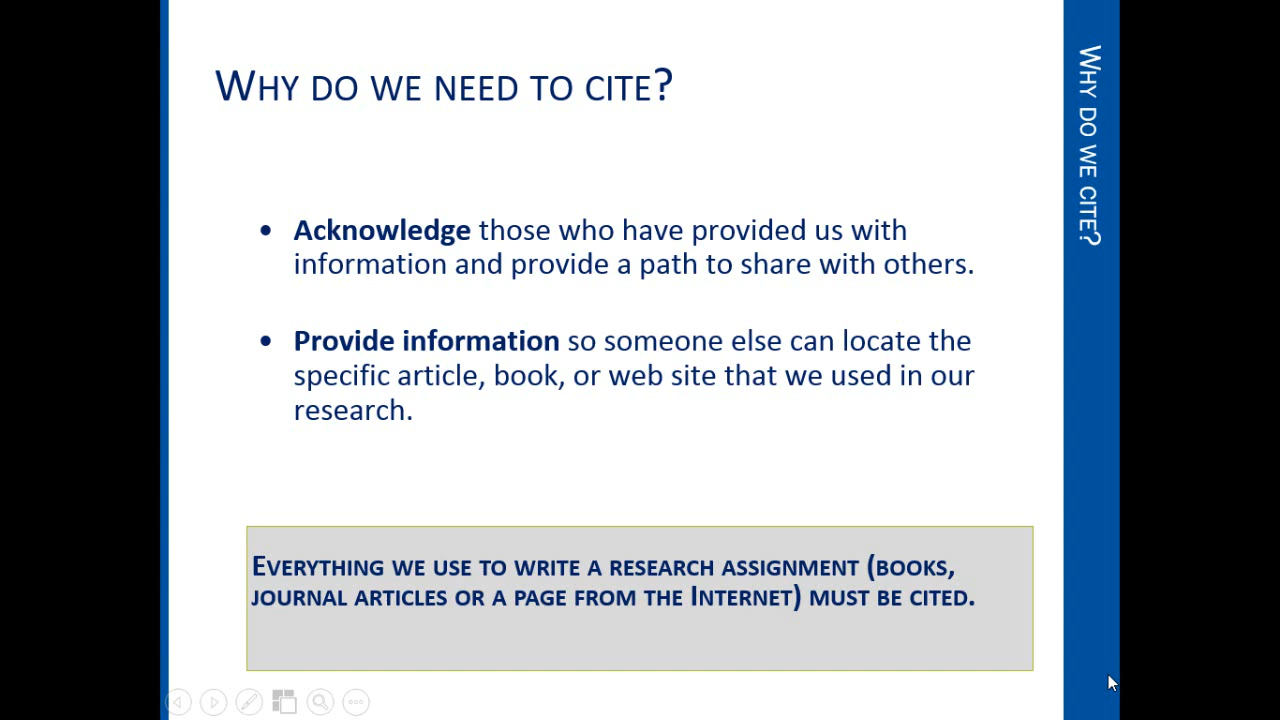 Why do we need to cite?
• Acknowledge those who have provided us with
information and provide a path to share with others.
• Provide information so someone else can locate the
specific article, book, or web site that we used in our
research.
Everything we use to write a research assignment (books,
journal articles or a page from the Internet) must be cited.
Why do we cite?